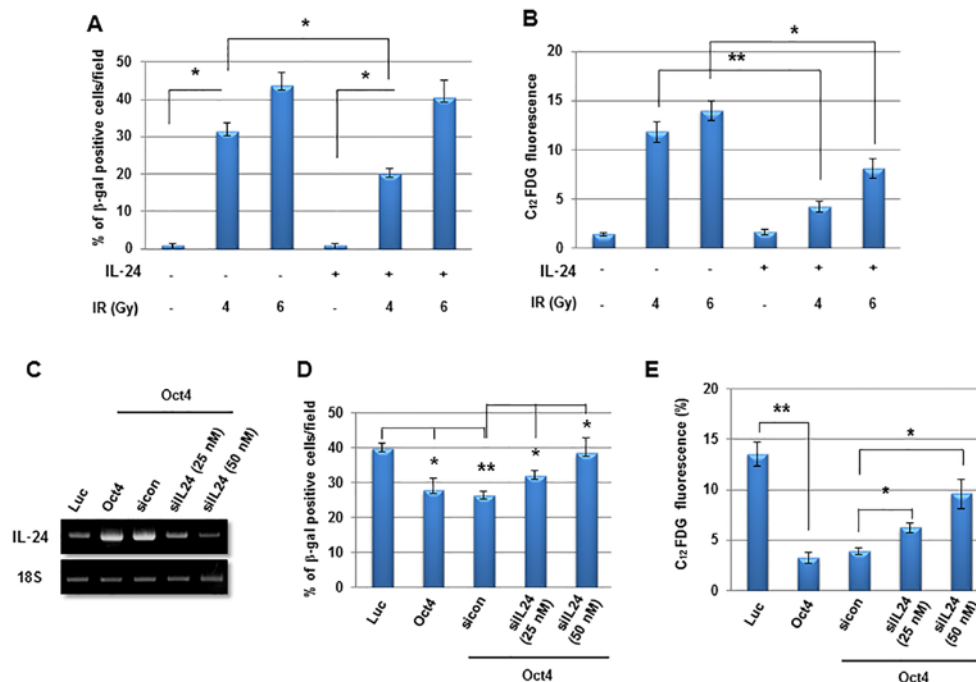 A
% of β-gal positive cells/field
50
40
30
20
10
0
* * * 
IL-24 - - - + + +
IR (Gy) - 4 6 - 4 6
B
C12 FDG fluorescence
20
15
10
5
0
* **
IL-24 - - - + + +
IR (Gy) - 4 6 - 4 6
C
Oct4
Luc
Oct4
sicon
siIL24 (25 nM)
siIL24 (50 nM)
IL-24
18S
D
% of β-gal positive cells/field
50
40
30
20
10
0
* ** * *
Luc
Oct4
sicon
siIL24
(25 nM)
siIL24
(50 nM)
Oct4
E
C12 FDG fluorescence (%)
20
15
10
5
0
** * *
Luc
Oct4
sicon
siIL24
(25 nM)
siIL24
(50 nM)
Oct4